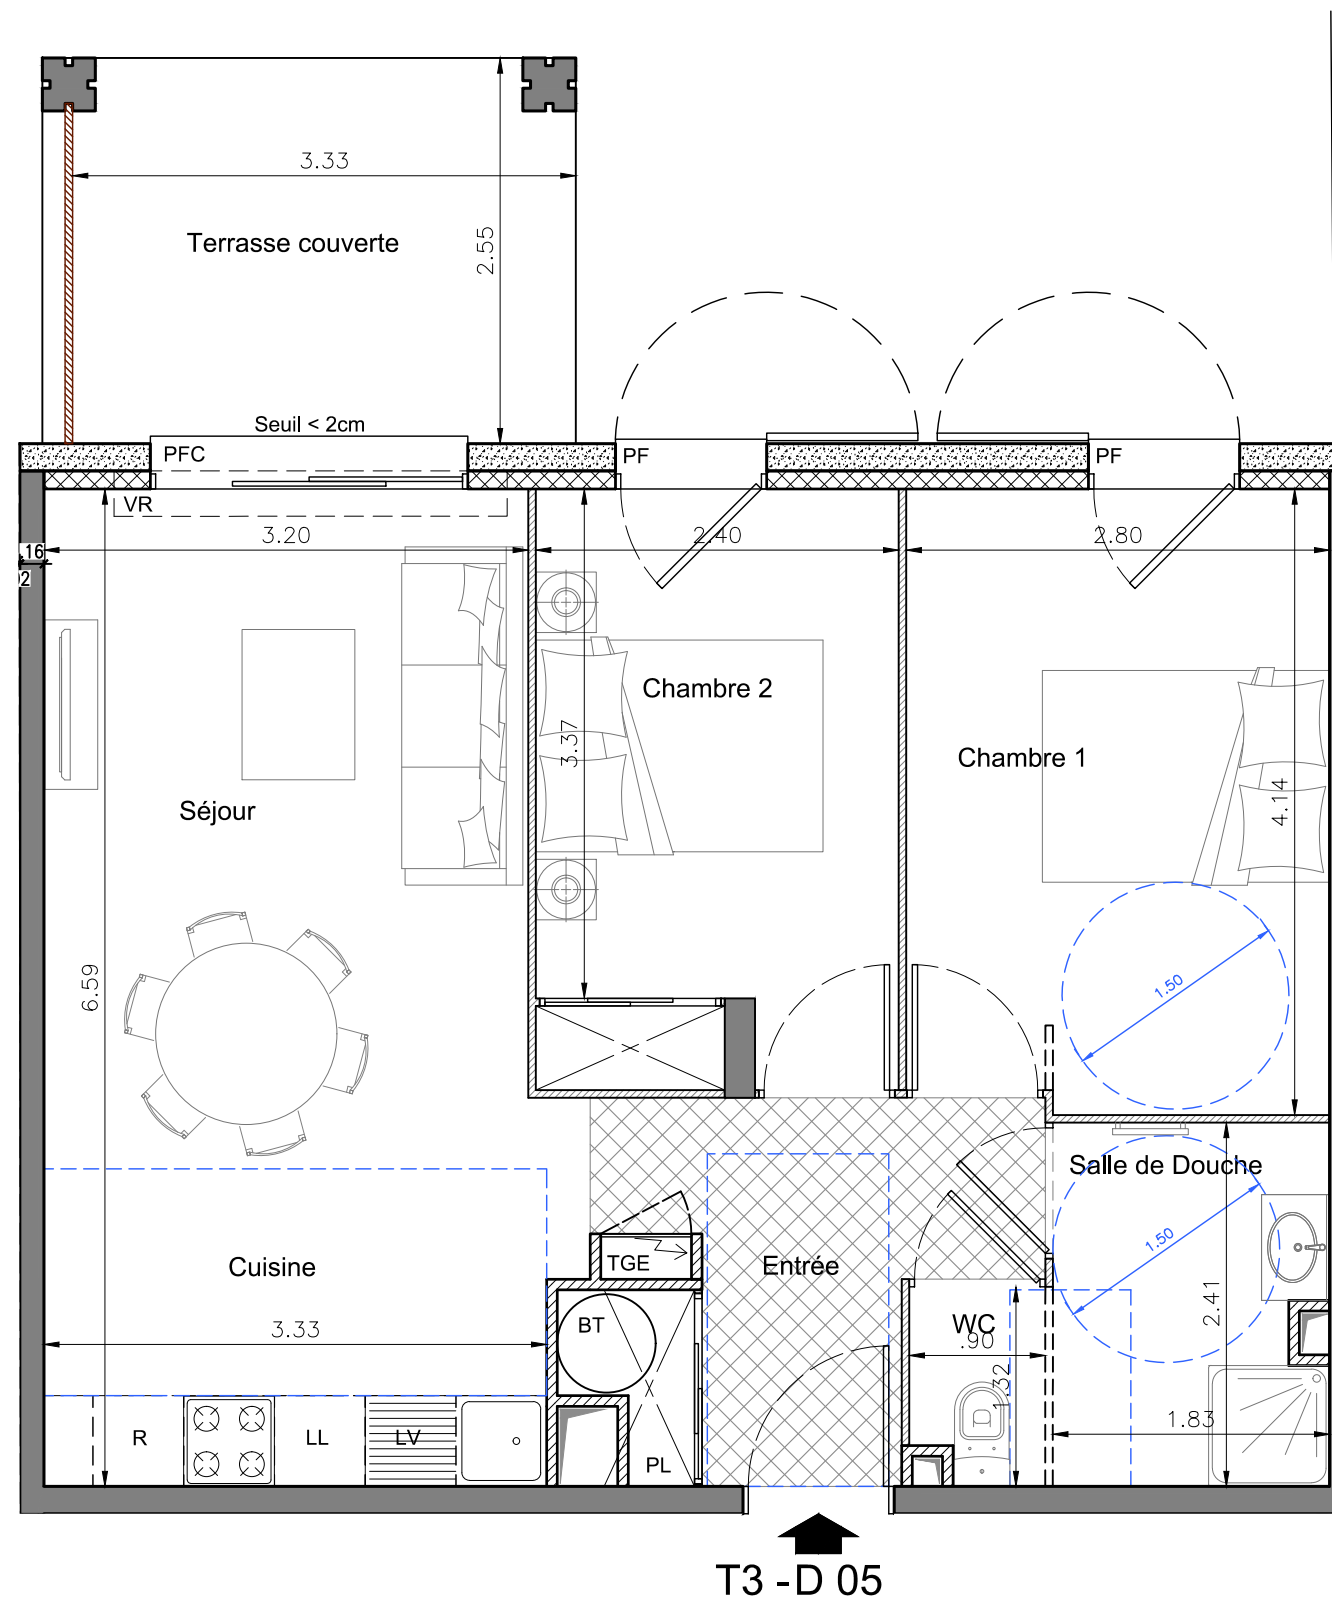 3.33
Terrasse couverte
2.55
Seuil < 2cm
PFC
PF
PF
VR
3.20
2.40
2.80
.16
Chambre 2
3.37
Chambre 1
4.14
Séjour
6.59
1.50
Salle de Douche
1.50
Cuisine
TGE
Entrée
2.41
3.33
BT
WC
.90
1.32
1.83
R
LL
LV
PL
T3 -D 05